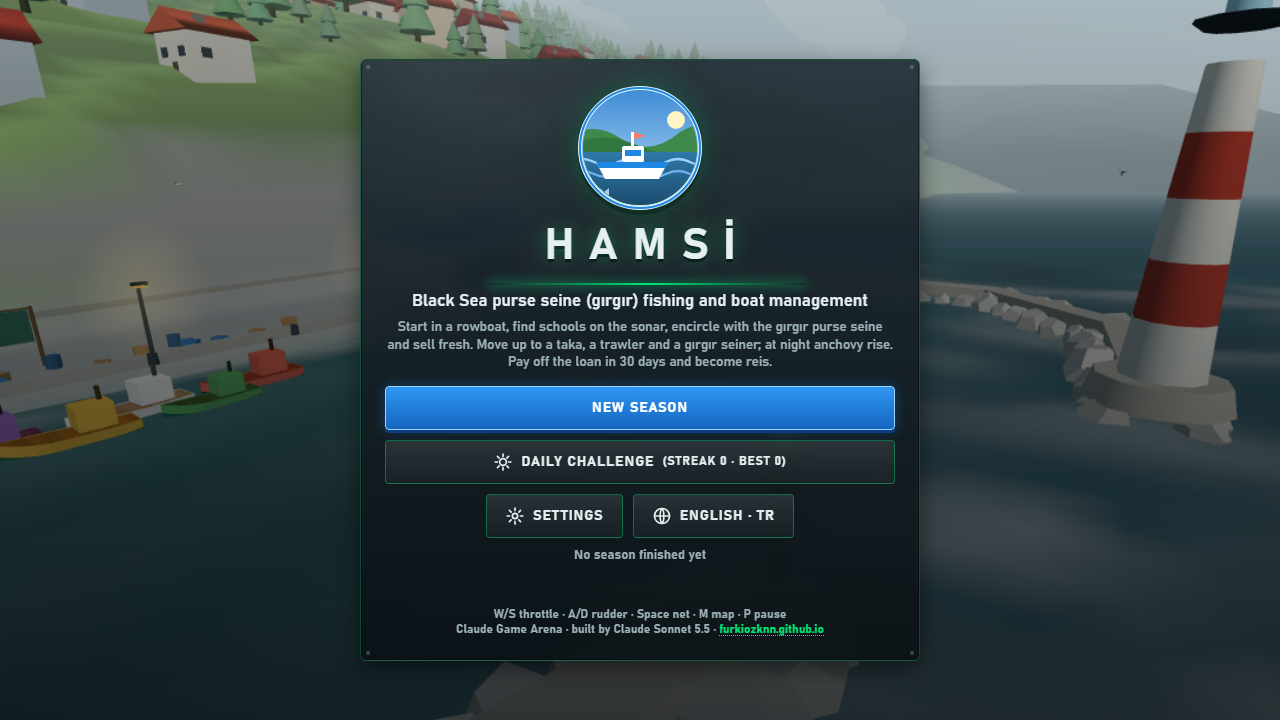 HAMSİ
Black Sea purse seine (gırgır) fishing and boat management
Start in a rowboat, find schools on the sonar, encircle with the gırgır purse seine
and sell fresh. Move up to a taka, a trawler and a gırgır seiner; at night anchovy rise.
Pay off the loan in 30 days and become reis.
NEW SEASON
DAILY CHALLENGE (STREAK 0 · BEST 0)
SETTINGS
ENGLISH · TR
No season finished yet
W/S throttle · A/D rudder · Space net · M map · P pause
Claude Game Arena · built by Claude Sonnet 5.5 · furkiozknn.github.io